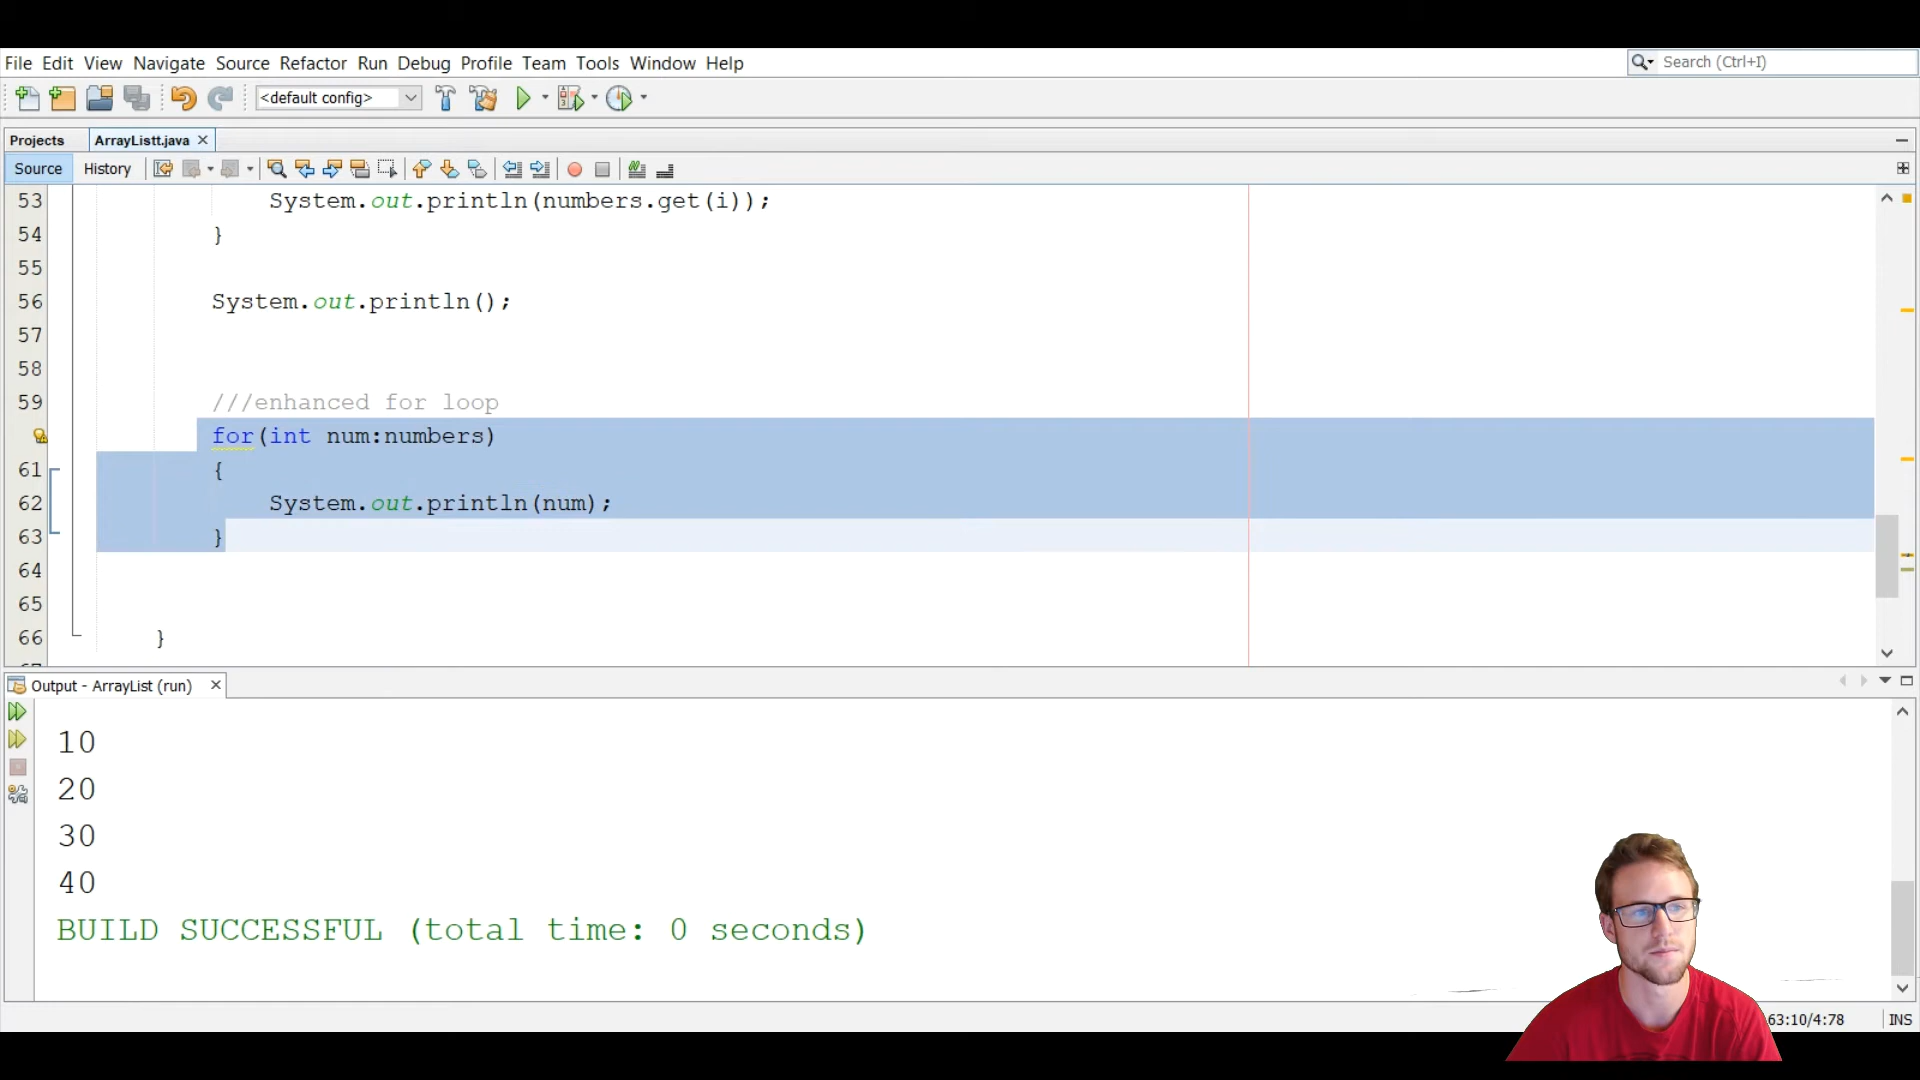 File Edit View Navigate Source Refactor Run Debug Profile Team Tools Window Help
Search (Ctrl+I)
<default config>
Projects
ArrayListt.java
Source History
53 System.out.println(numbers.get(i));
54 }
55
56 System.out.println();
57
58
59 ///enhanced for loop
for(int num:numbers)
61 {
62 System.out.println(num);
63 }
64
65
66 }
Output - ArrayList (run)
10
20
30
40
BUILD SUCCESSFUL (total time: 0 seconds)
63:10/4:78 INS